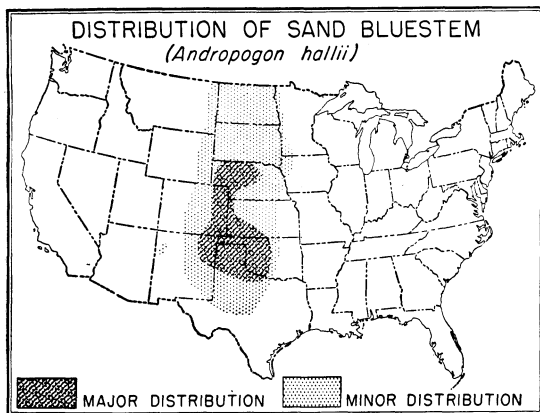 DISTRIBUTION OF SAND BLUESTEM
(Andropogon hallii)
MAJOR DISTRIBUTION
MINOR DISTRIBUTION